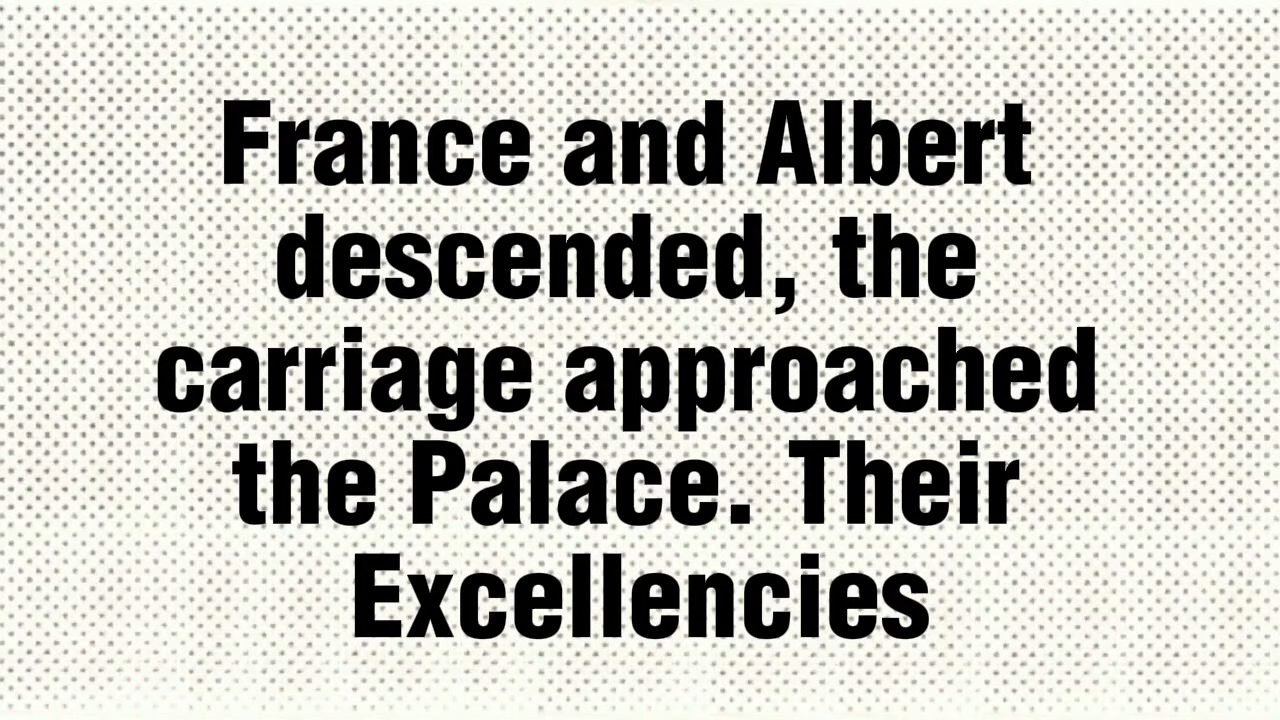 France and Albert
descended, the
carriage approached
the Palace. Their
Excellencies